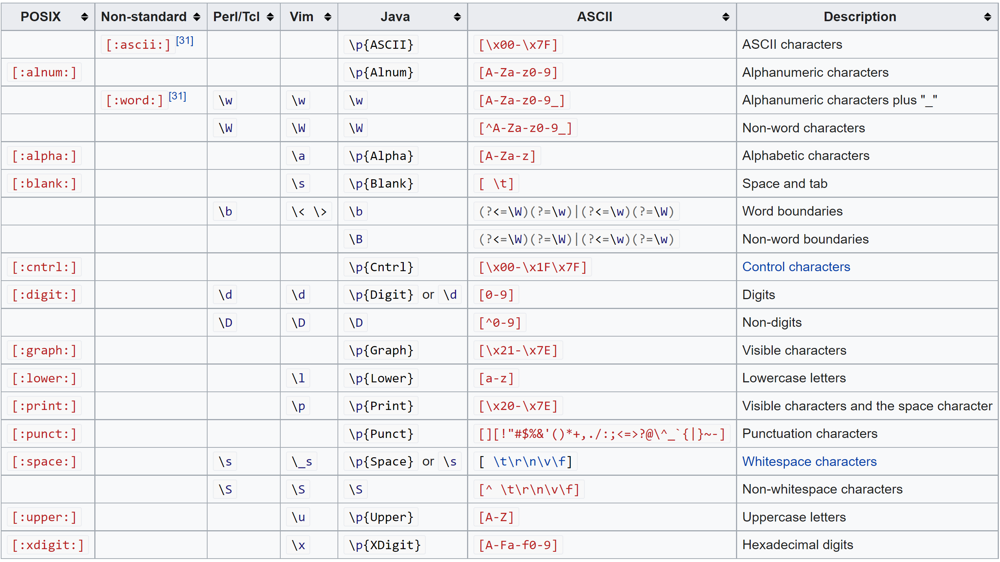 POSIX Non-standard Perl/Tcl Vim Java ASCII Description
[:ascii:][31] \p{ASCII} [\x00-\x7F] ASCII characters
[:alnum:] \p{Alnum} [A-Za-z0-9] Alphanumeric characters
[:word:][31] \w \w \w [A-Za-z0-9_] Alphanumeric characters plus "_"
\W \W \W [^A-Za-z0-9_] Non-word characters
[:alpha:] \a \p{Alpha} [A-Za-z] Alphabetic characters
[:blank:] \s \p{Blank} [ \t] Space and tab
\b \< \> \b (?<=\W)(?=\w)|(?<=\w)(?=\W) Word boundaries
\B (?<=\W)(?=\W)|(?<=\w)(?=\w) Non-word boundaries
[:cntrl:] \p{Cntrl} [\x00-\x1F\x7F] Control characters
[:digit:] \d \d \p{Digit} or \d [0-9] Digits
\D \D \D [^0-9] Non-digits
[:graph:] \p{Graph} [\x21-\x7E] Visible characters
[:lower:] \l \p{Lower} [a-z] Lowercase letters
[:print:] \p \p{Print} [\x20-\x7E] Visible characters and the space character
[:punct:] \p{Punct} [][!"#$%&'()*+,./:;<=>?@\^_`{|}~-] Punctuation characters
[:space:] \s \_s \p{Space} or \s [ \t\r\n\v\f] Whitespace characters
\S \S \S [^ \t\r\n\v\f] Non-whitespace characters
[:upper:] \u \p{Upper} [A-Z] Uppercase letters
[:xdigit:] \x \p{XDigit} [A-Fa-f0-9] Hexadecimal digits